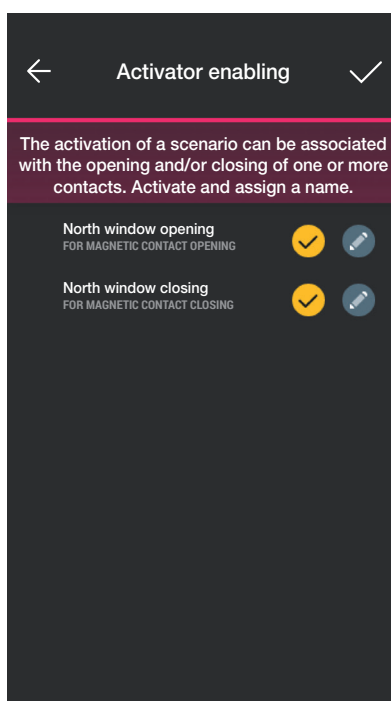 Activator enabling
The activation of a scenario can be associated
with the opening and/or closing of one or more
contacts. Activate and assign a name.
North window opening
FOR MAGNETIC CONTACT OPENING
North window closing
FOR MAGNETIC CONTACT CLOSING